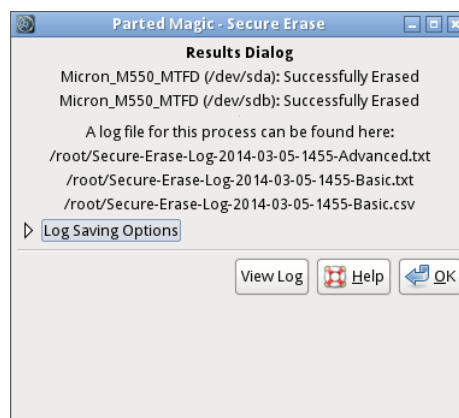 Parted Magic - Secure Erase
Results Dialog
Micron_M550_MTFD (/dev/sda): Successfully Erased
Micron_M550_MTFD (/dev/sdb): Successfully Erased
A log file for this process can be found here:
/root/Secure-Erase-Log-2014-03-05-1455-Advanced.txt
/root/Secure-Erase-Log-2014-03-05-1455-Basic.txt
/root/Secure-Erase-Log-2014-03-05-1455-Basic.csv
Log Saving Options
View Log Help OK